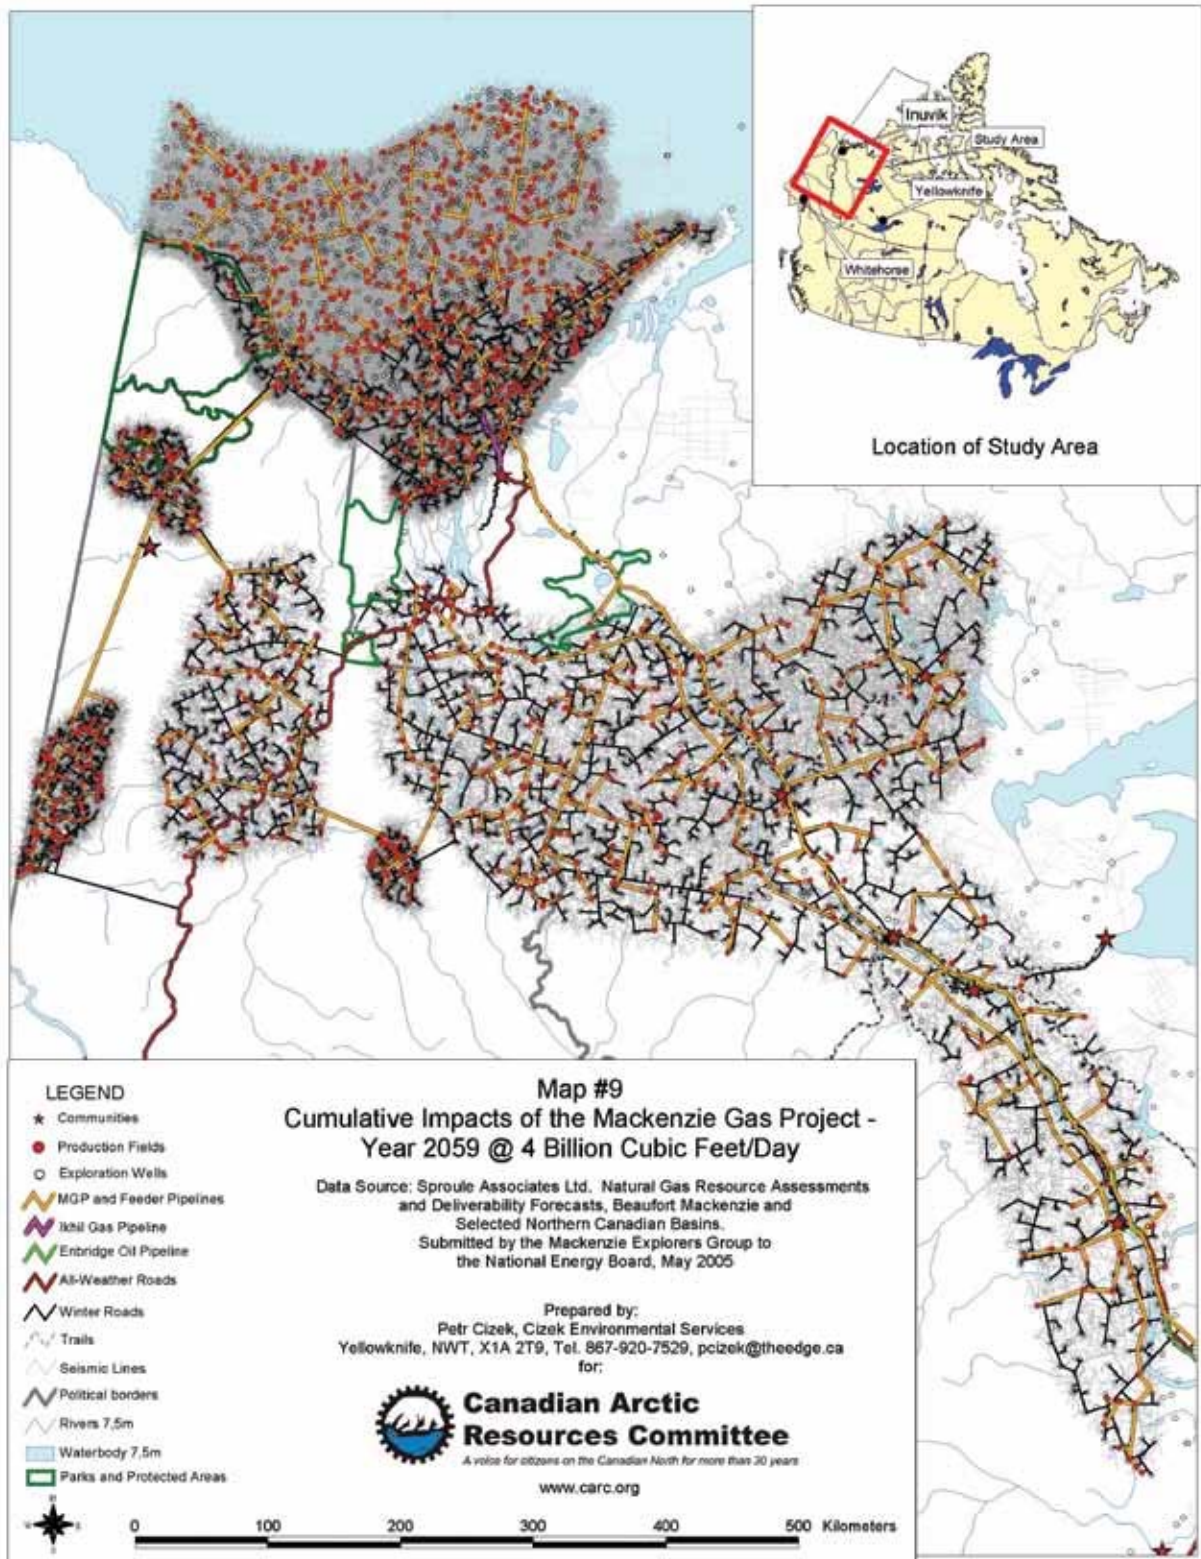 Inuvik
Study Area
Yellowknife
Whitehorse
Location of Study Area
LEGEND
Communities
Production Fields
Exploration Wells
MGP and Feeder Pipelines
Ikhil Gas Pipeline
Enbridge Oil Pipeline
All-Weather Roads
Winter Roads
Trails
Seismic Lines
Political borders
Rivers 7,5m
Waterbody 7,5m
Parks and Protected Areas
Map #9
Cumulative Impacts of the Mackenzie Gas Project -
Year 2059 @ 4 Billion Cubic Feet/Day
Data Source: Sproule Associates Ltd. Natural Gas Resource Assessments
and Deliverability Forecasts, Beaufort Mackenzie and
Selected Northern Canadian Basins.
Submitted by the Mackenzie Explorers Group to
the National Energy Board, May 2005
Prepared by:
Petr Cizek, Cizek Environmental Services
Yellowknife, NWT, X1A 2T9, Tel. 867-920-7529, pcizek@theedge.ca
for:
Canadian Arctic
Resources Committee
A voice for citizens on the Canadian North for more than 30 years
www.carc.org
0 100 200 300 400 500 Kilometers